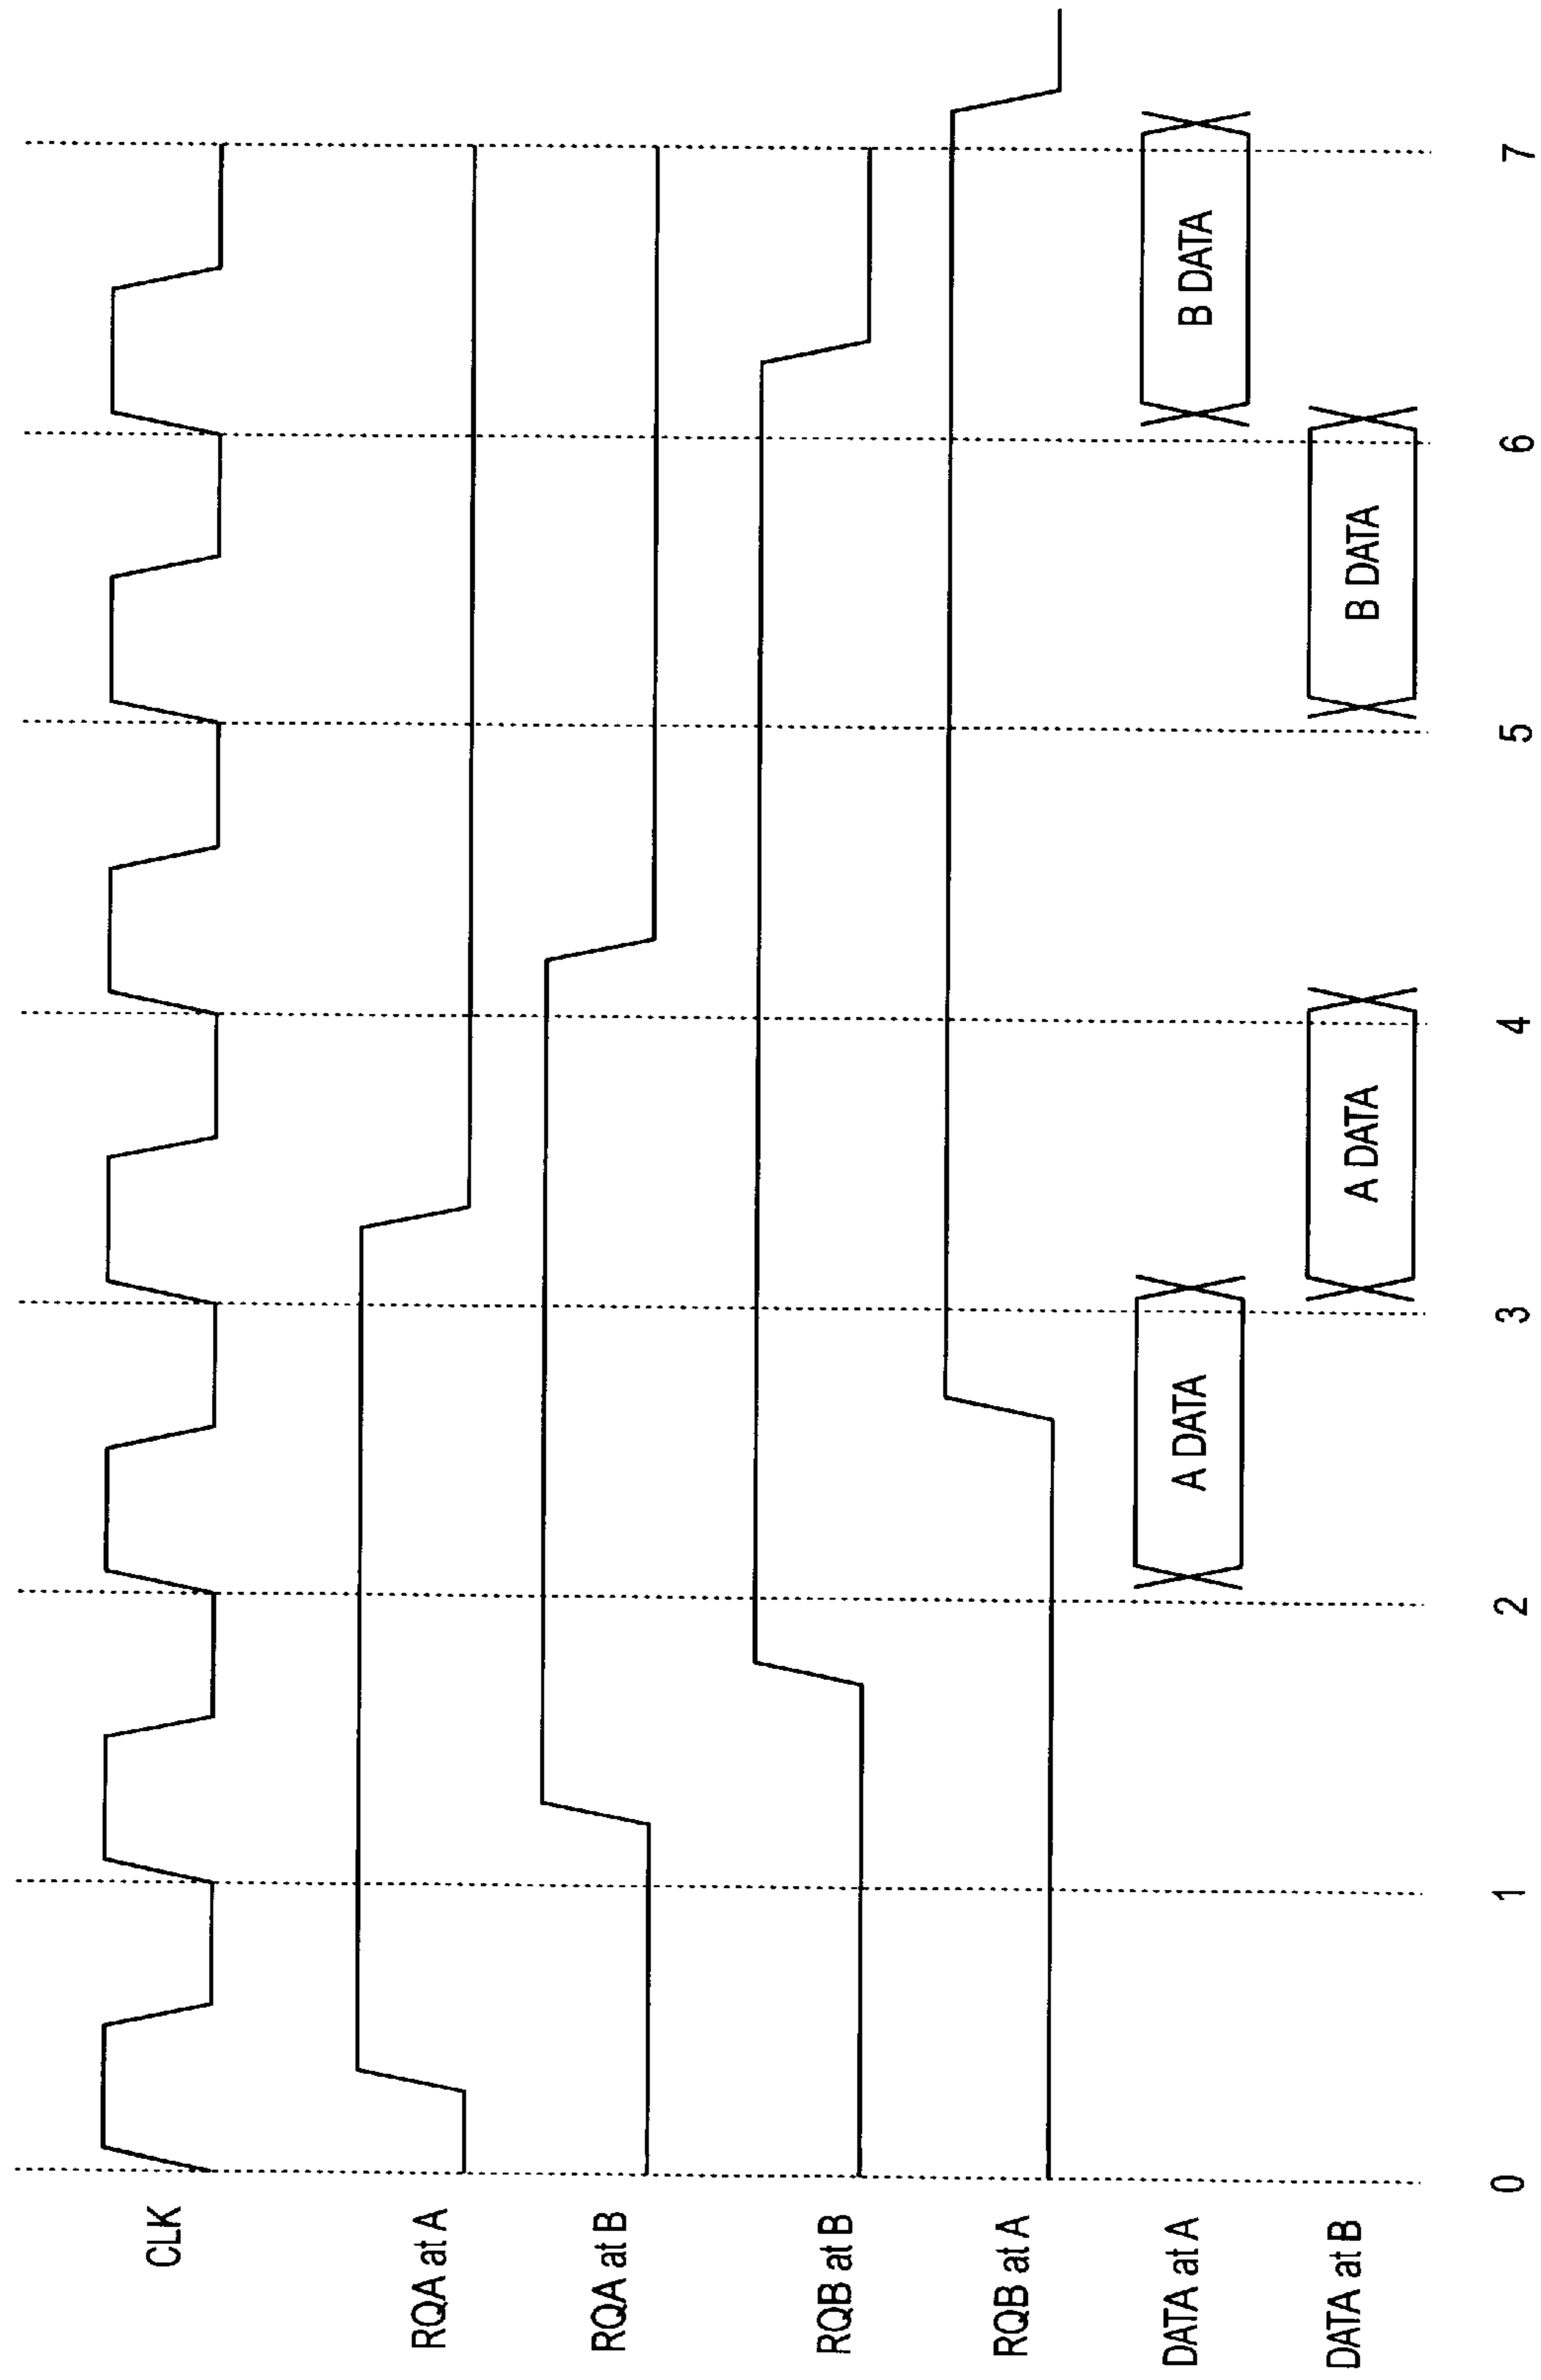 CLK
RQA at A
RQA at B
RQB at B
RQB at A
DATA at A
A DATA
B DATA
DATA at B
A DATA
B DATA
0 1 2 3 4 5 6 7